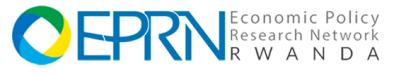 EPRN
Economic Policy
Research Network
RWANDA